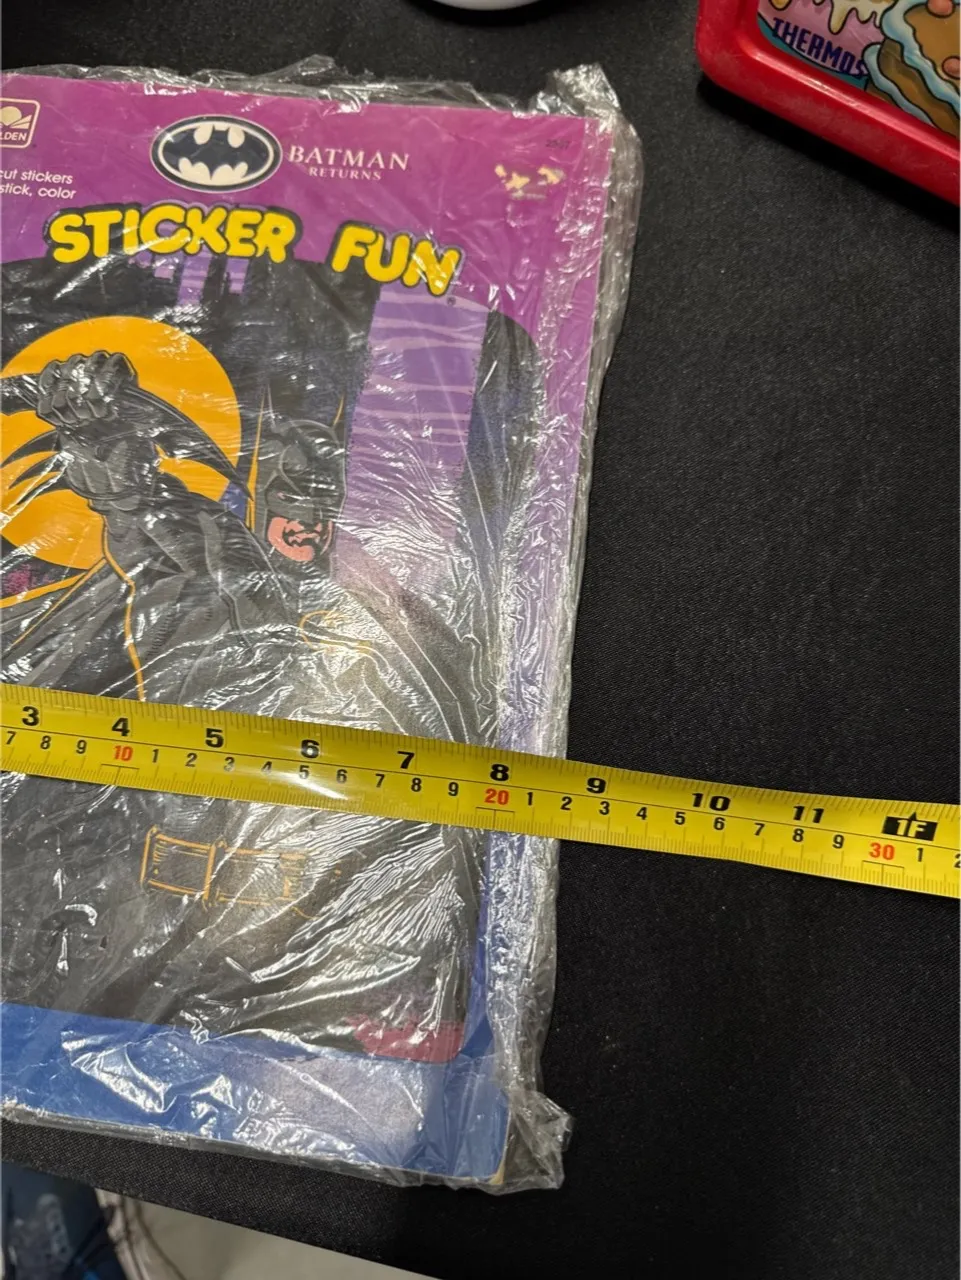 THERMOS
LDEN
BATMAN
RETURNS
cut stickers
stick, color
STICKER FUN
3 4 5 6 7 8 9 10 11 1F
7 8 9 10 1 2 3 4 5 6 7 8 9 20 1 2 3 4 5 6 7 8 9 30 1 2